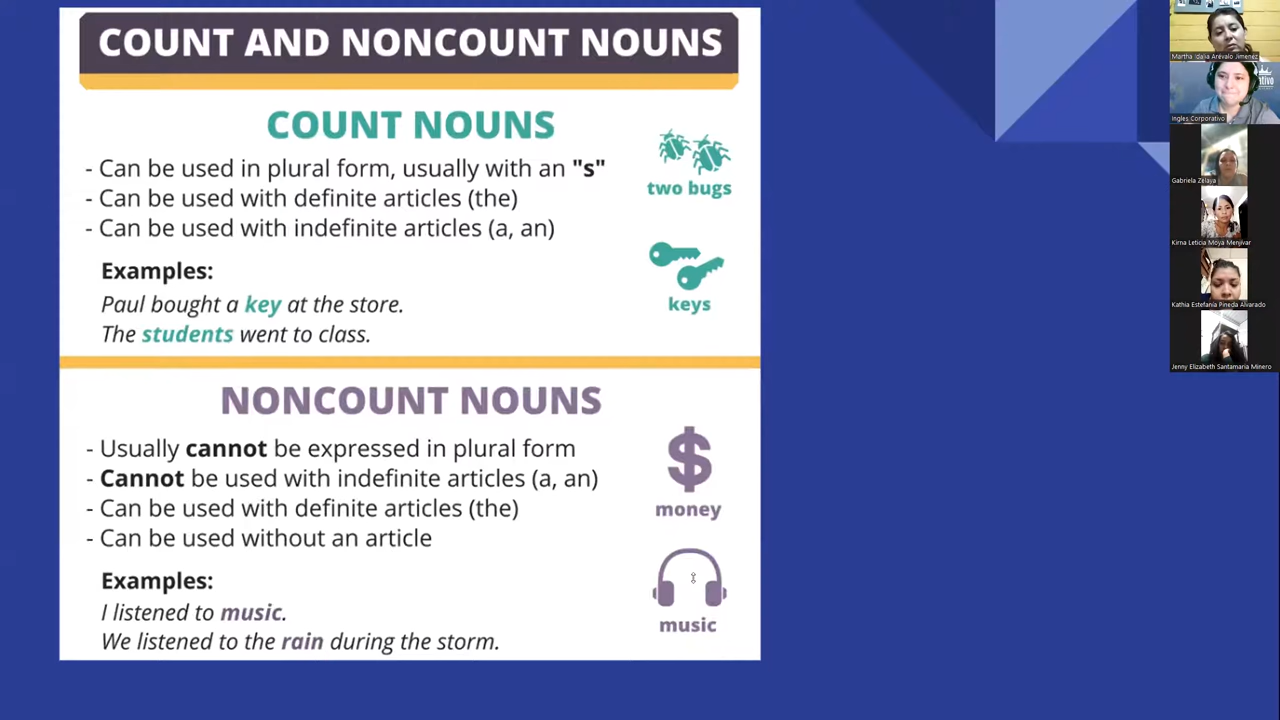 COUNT AND NONCOUNT NOUNS
COUNT NOUNS
- Can be used in plural form, usually with an "s"
- Can be used with definite articles (the)
- Can be used with indefinite articles (a, an)
two bugs
Examples:
Paul bought a key at the store.
The students went to class.
keys
NONCOUNT NOUNS
- Usually cannot be expressed in plural form
- Cannot be used with indefinite articles (a, an)
- Can be used with definite articles (the)
- Can be used without an article
$
money
Examples:
I listened to music.
We listened to the rain during the storm.
music
Martha Idalia Arévalo Jimenez
Ingles Corporativo
Gabriela Zelaya
Kirna Leticia Moya Menjivar
Kathia Estefania Pineda Alvarado
Jenny Elizabeth Santamaria Minero